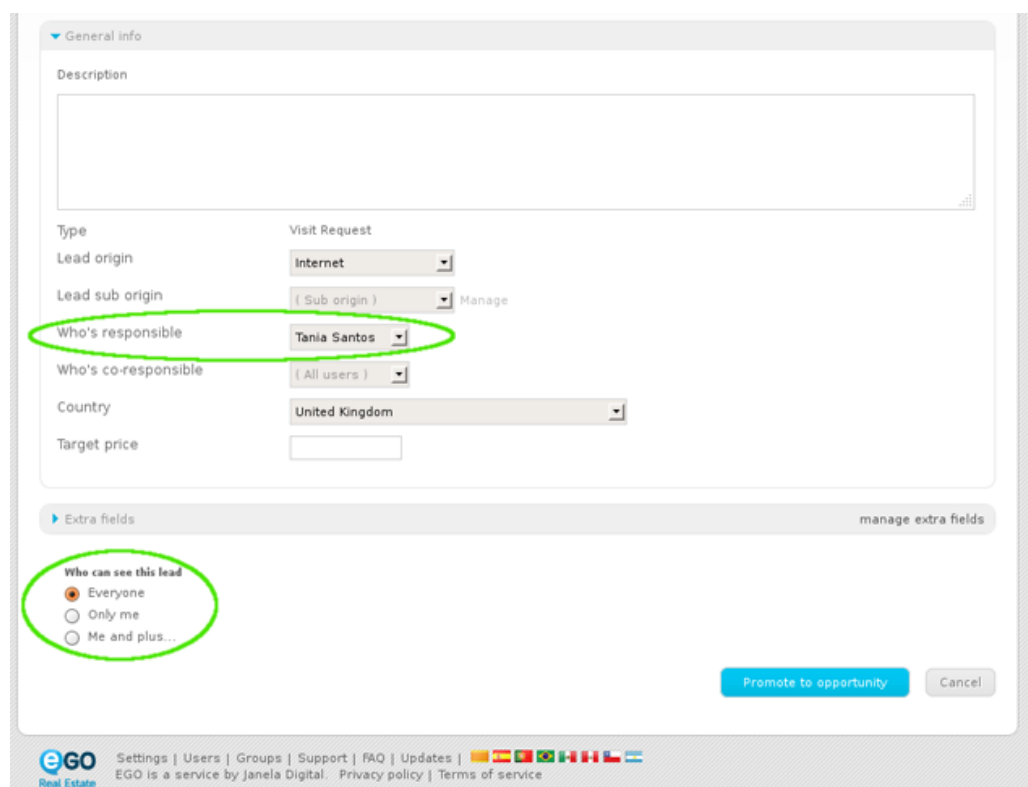 General info
Description
Type Visit Request
Lead origin Internet
Lead sub origin ( Sub origin ) Manage
Who's responsible Tania Santos
Who's co-responsible ( All users )
Country United Kingdom
Target price
Extra fields manage extra fields
Who can see this lead
Everyone
Only me
Me and plus...
Promote to opportunity Cancel
eGO Settings | Users | Groups | Support | FAQ | Updates |
Real Estate EGO is a service by Janela Digital. Privacy policy | Terms of service